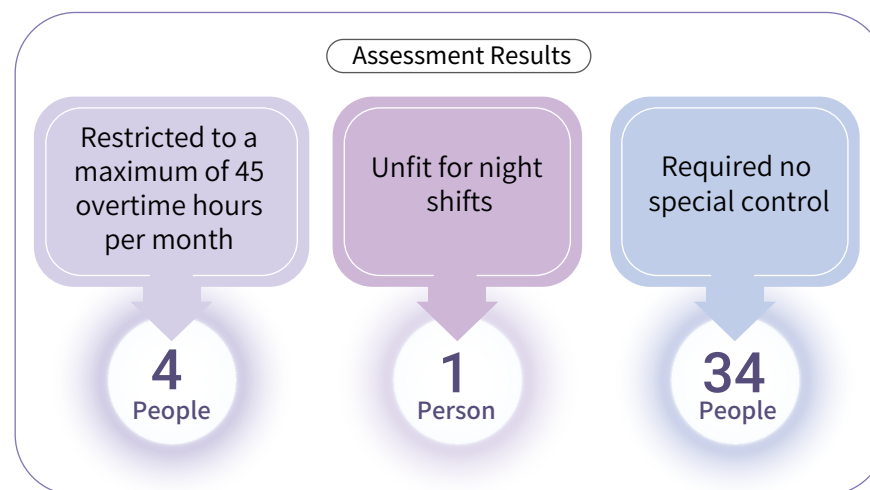 Assessment Results
Restricted to a
maximum of 45
overtime hours
per month
4
People
Unfit for night
shifts
1
Person
Required no
special control
34
People